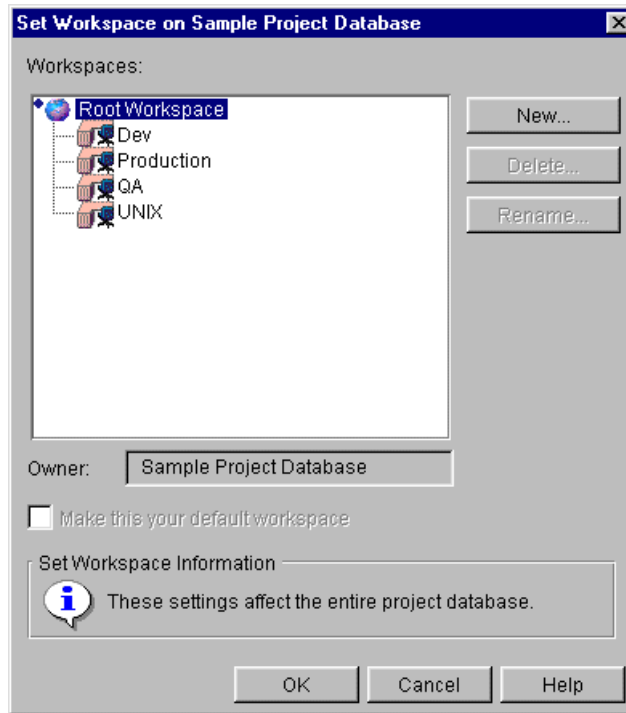 Set Workspace on Sample Project Database
Workspaces:
Root Workspace
Dev
Production
QA
UNIX
New...
Delete...
Rename...
Owner: Sample Project Database
Make this your default workspace
Set Workspace Information
These settings affect the entire project database.
OK Cancel Help